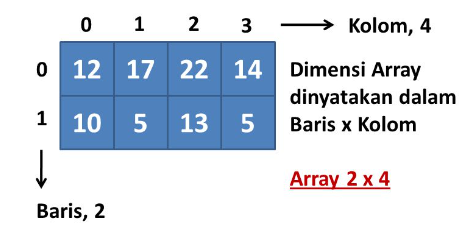 0 1 2 3 Kolom, 4
0 12 17 22 14 Dimensi Array
dinyatakan dalam
1 10 5 13 5 Baris x Kolom
Array 2 x 4
Baris, 2